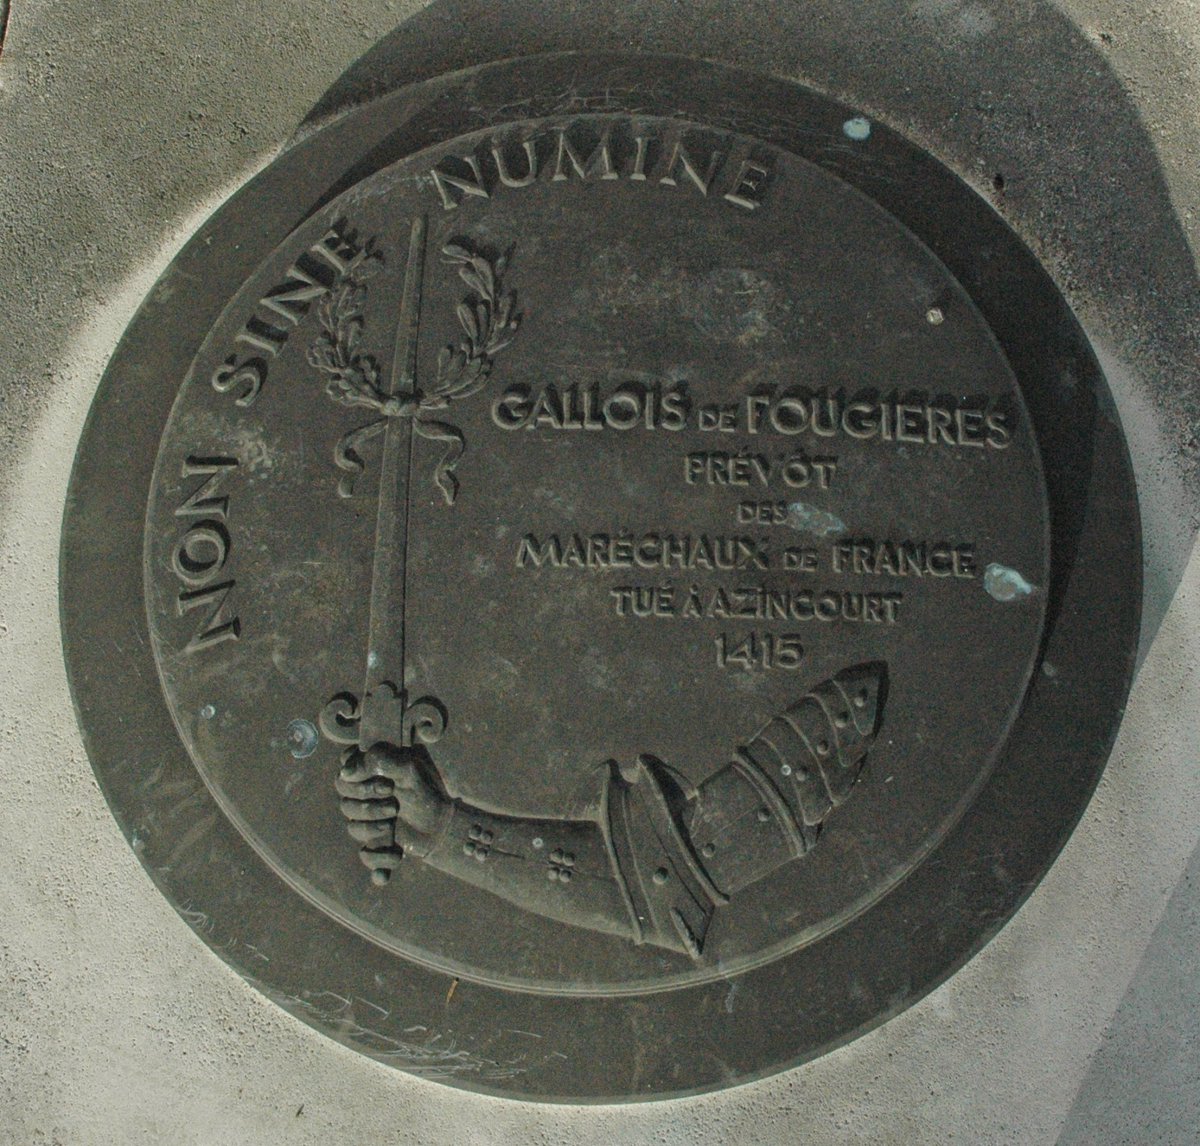 NON SINE NUMINE
GALLOIS DE FOUGIERES
PRÉVÔT
DES
MARÉCHAUX DE FRANCE
TUÉ À AZINCOURT
1415